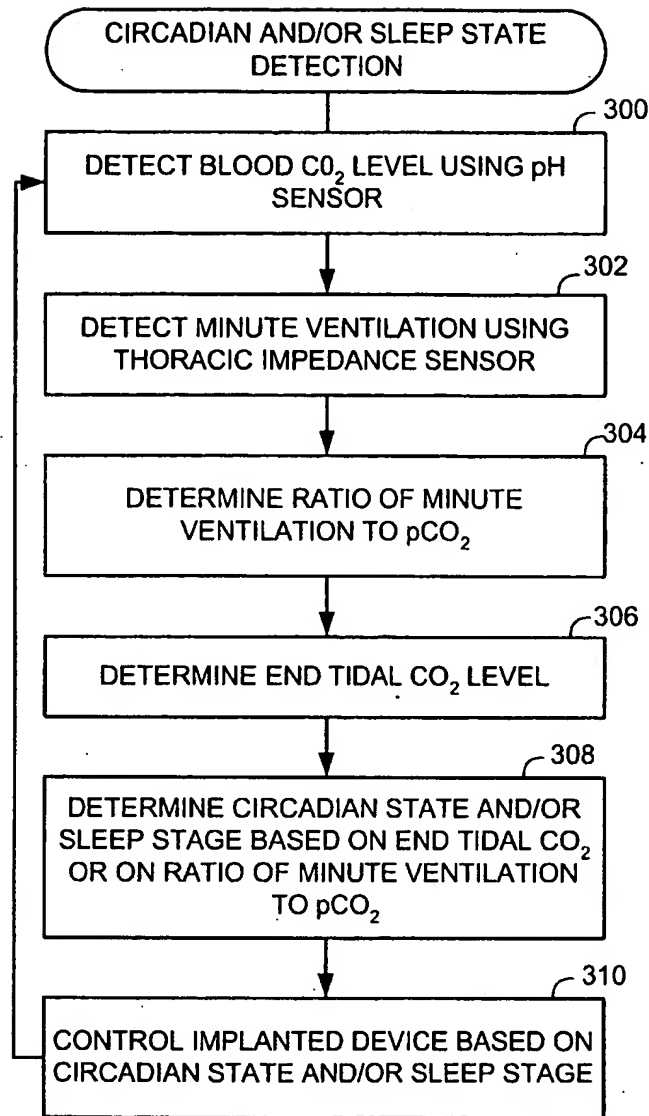 CIRCADIAN AND/OR SLEEP STATE
DETECTION
300
DETECT BLOOD C0₂ LEVEL USING pH
SENSOR
302
DETECT MINUTE VENTILATION USING
THORACIC IMPEDANCE SENSOR
304
DETERMINE RATIO OF MINUTE
VENTILATION TO pCO₂
306
DETERMINE END TIDAL CO₂ LEVEL
308
DETERMINE CIRCADIAN STATE AND/OR
SLEEP STAGE BASED ON END TIDAL CO₂
OR ON RATIO OF MINUTE VENTILATION
TO pCO₂
310
CONTROL IMPLANTED DEVICE BASED ON
CIRCADIAN STATE AND/OR SLEEP STAGE